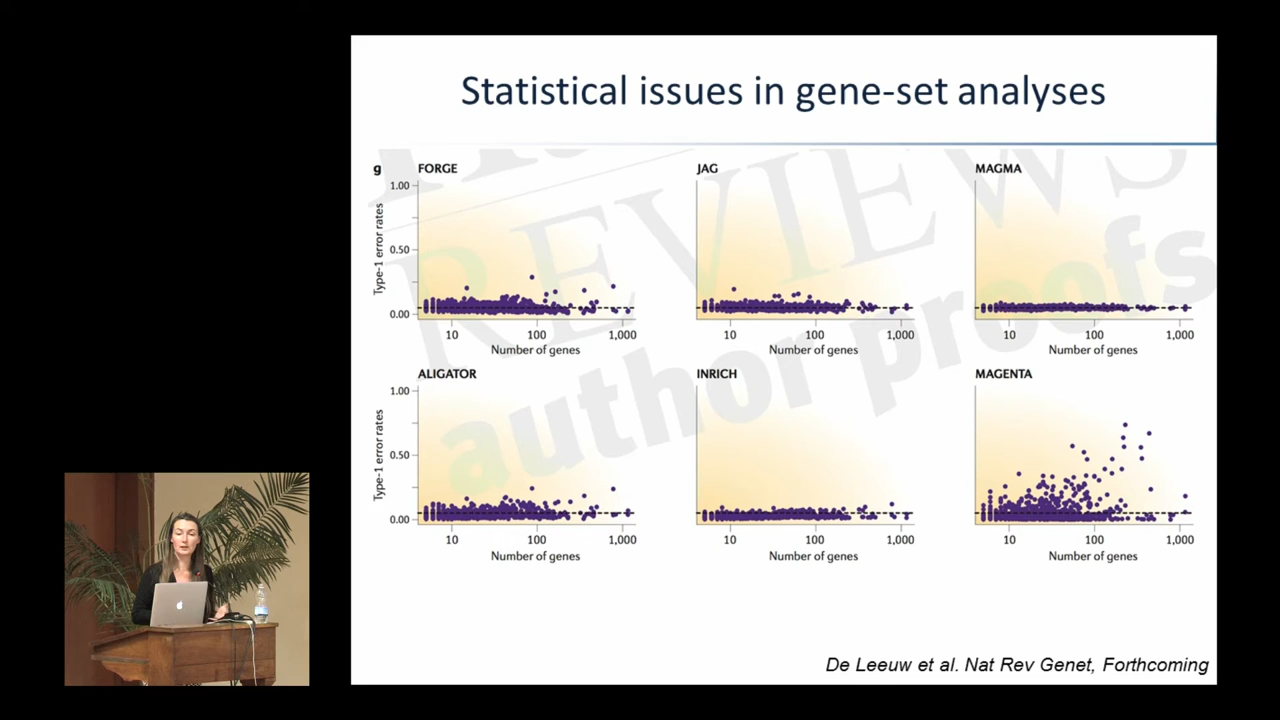 Statistical issues in gene-set analyses
g
FORGE
JAG
MAGMA
Type-1 error rates
1.00
0.50
0.00
10
100
1,000
10
100
1,000
10
100
1,000
Number of genes
Number of genes
Number of genes
ALIGATOR
INRICH
MAGENTA
Type-1 error rates
1.00
0.50
0.00
10
100
1,000
10
100
1,000
10
100
1,000
Number of genes
Number of genes
Number of genes
REVIEWS
author proofs
De Leeuw et al. Nat Rev Genet, Forthcoming